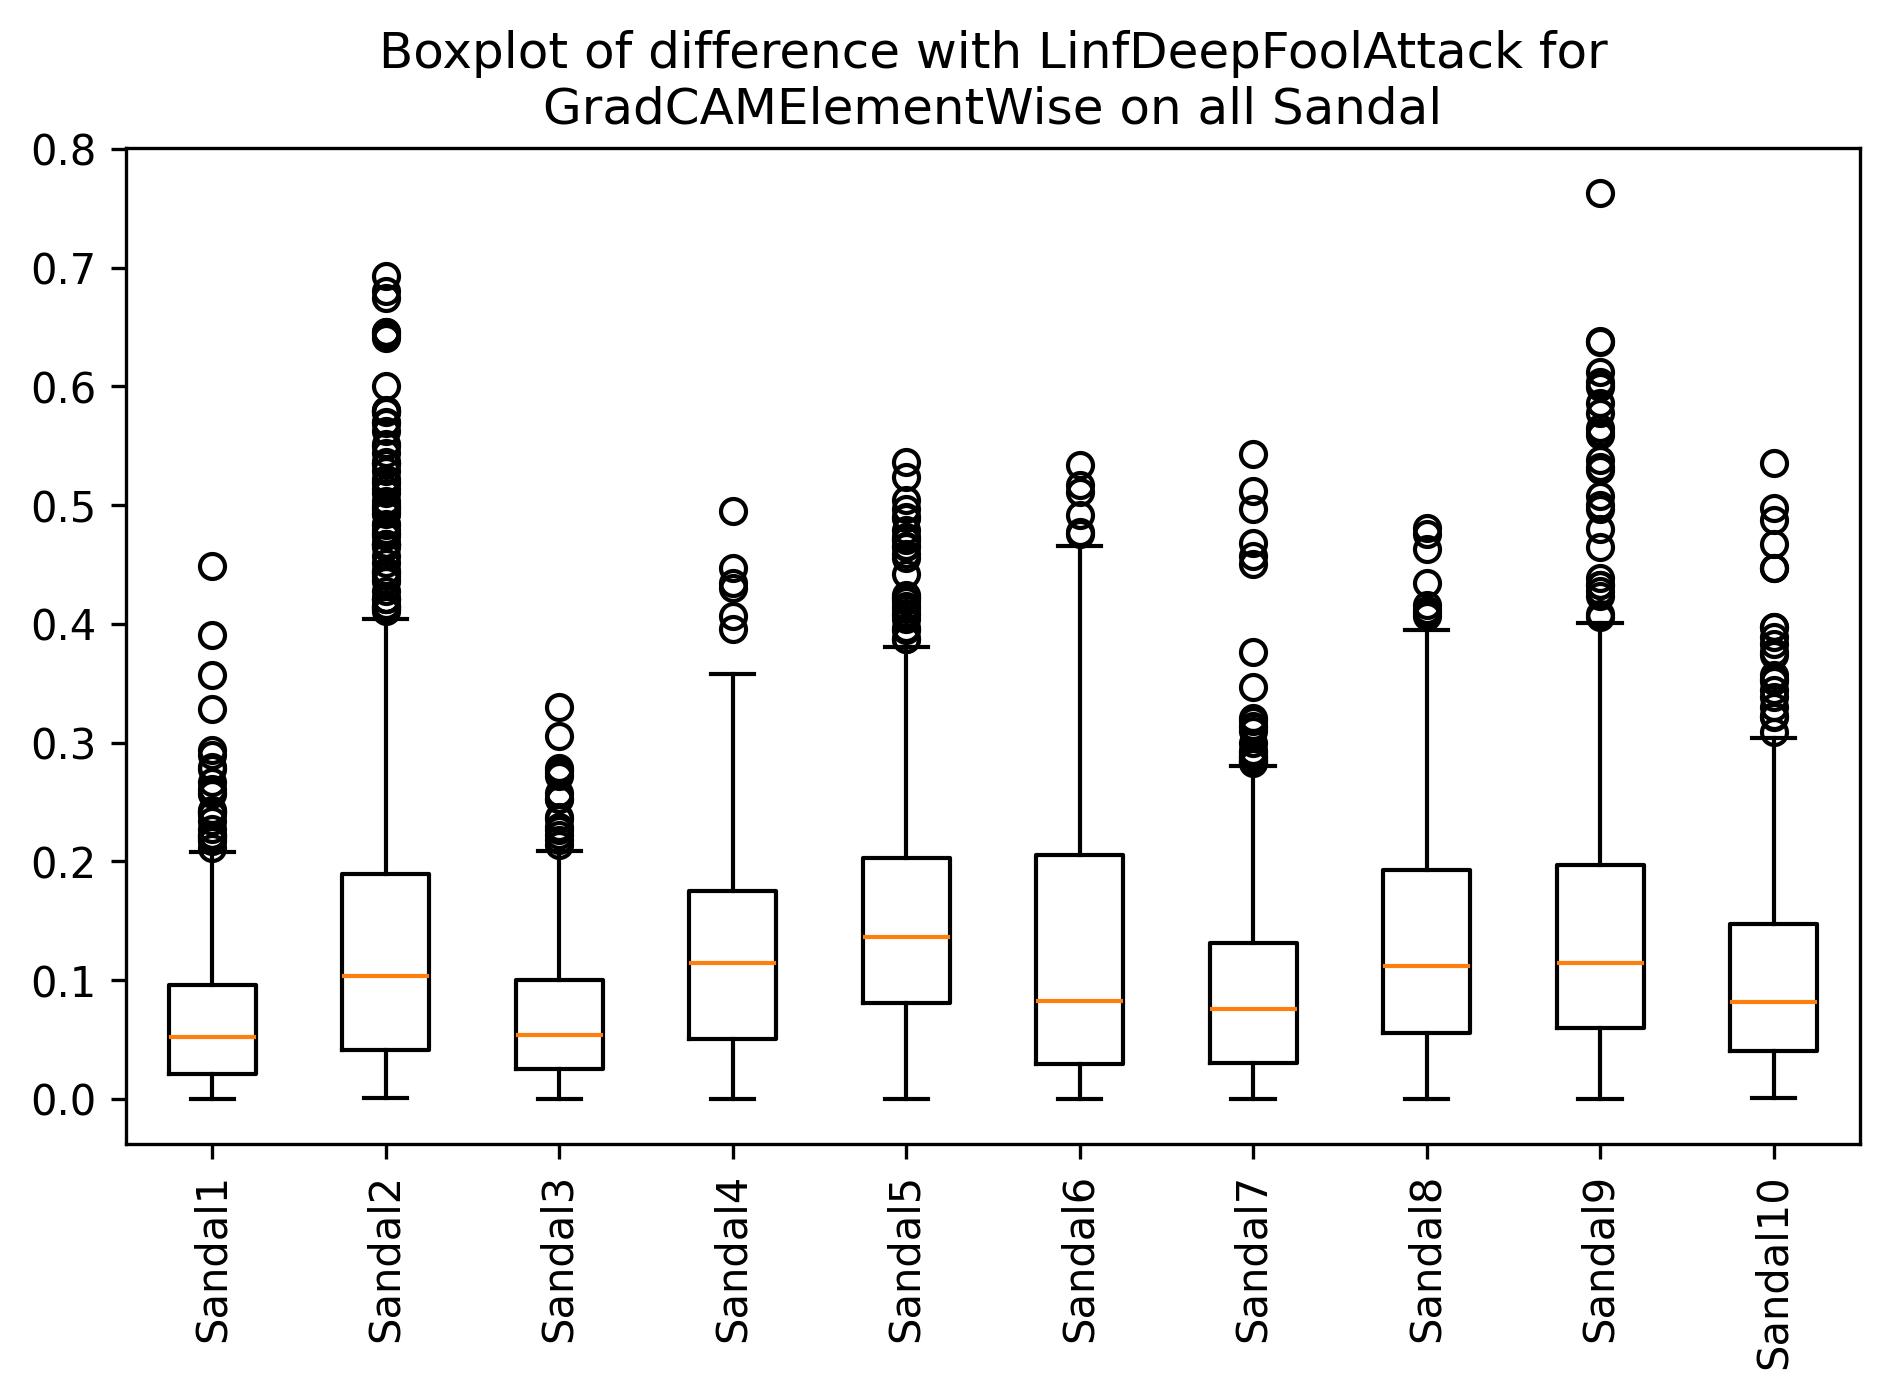 Boxplot of difference with LinfDeepFoolAttack for
GradCAMElementWise on all Sandal
0.8
0.7
0.6
0.5
0.4
0.3
0.2
0.1
0.0
Sandal1
Sandal2
Sandal3
Sandal4
Sandal5
Sandal6
Sandal7
Sandal8
Sandal9
Sandal10